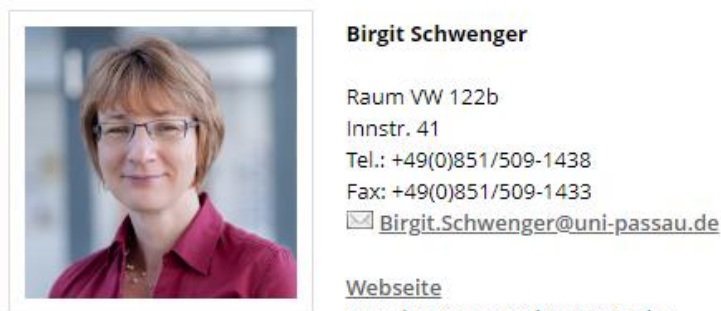 Birgit Schwenger
Raum VW 122b
Innstr. 41
Tel.: +49(0)851/509-1438
Fax: +49(0)851/509-1433
Birgit.Schwenger@uni-passau.de
Webseite